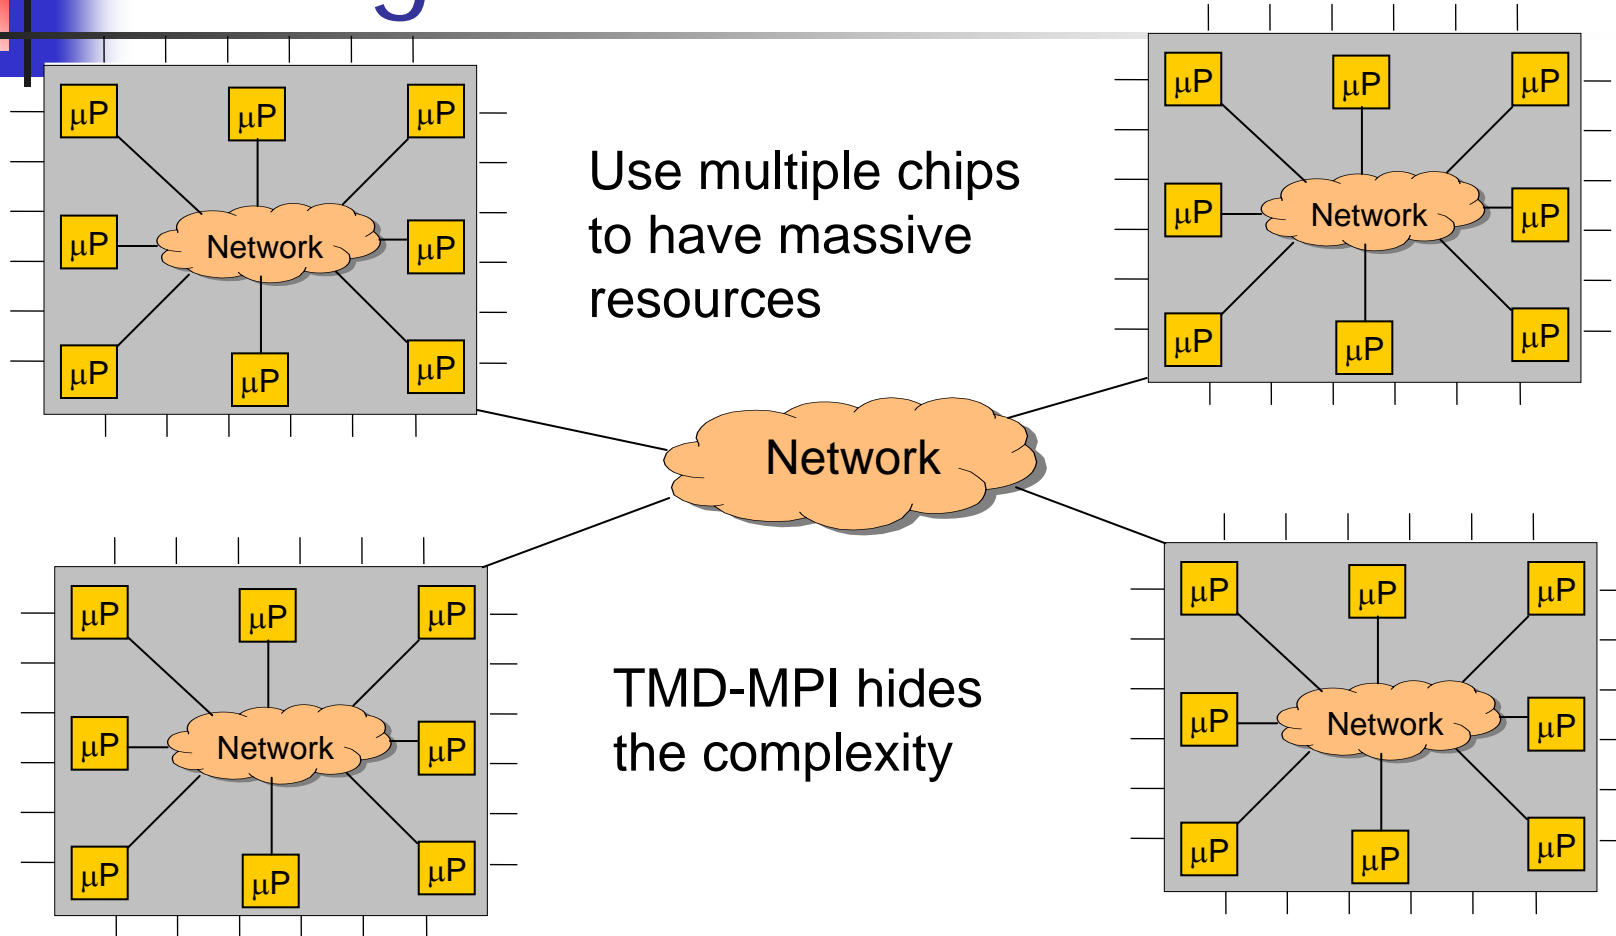 μP μP μP
μP Network μP
μP μP μP
Use multiple chips
to have massive
resources
μP μP μP
μP Network μP
μP μP μP
Network
μP μP μP
μP Network μP
μP μP μP
TMD-MPI hides
the complexity
μP μP μP
μP Network μP
μP μP μP